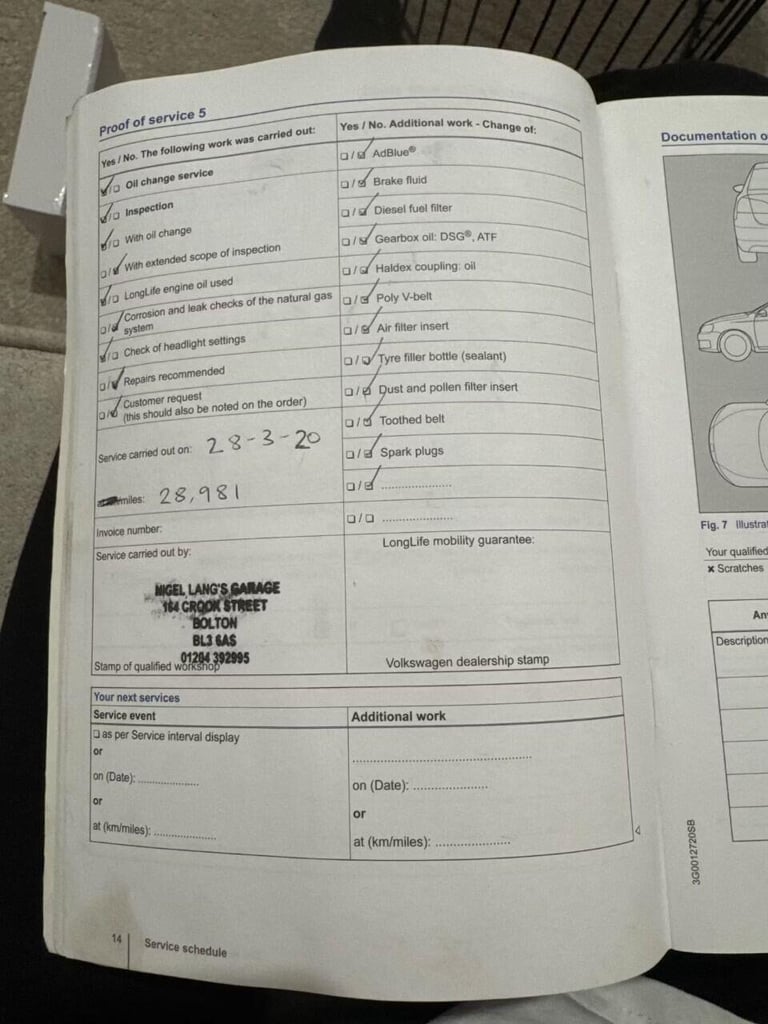 Proof of service 5
Yes / No. The following work was carried out:
Oil change service
Inspection
With oil change
With extended scope of inspection
LongLife engine oil used
Corrosion and leak checks of the natural gas
system
Check of headlight settings
Repairs recommended
Customer request
(this should also be noted on the order)
Service carried out on: 28-3-20
miles: 28,981
Invoice number:
Service carried out by:
NIGEL LANG'S GARAGE
164 CROOK STREET
BOLTON
BL3 6AS
01204 392995
Stamp of qualified workshop
Yes / No. Additional work - Change of:
AdBlue®
Brake fluid
Diesel fuel filter
Gearbox oil: DSG®, ATF
Haldex coupling: oil
Poly V-belt
Air filter insert
Tyre filler bottle (sealant)
Dust and pollen filter insert
Toothed belt
Spark plugs
LongLife mobility guarantee:
Volkswagen dealership stamp
Your next services
Service event
as per Service interval display
or
on (Date): ....................
or
at (km/miles): ....................
Additional work
on (Date): ....................
or
at (km/miles): ....................
14 Service schedule
Documentation o
Fig. 7 Illustrat
Your qualified
× Scratches
An
Description
3G0012720SB